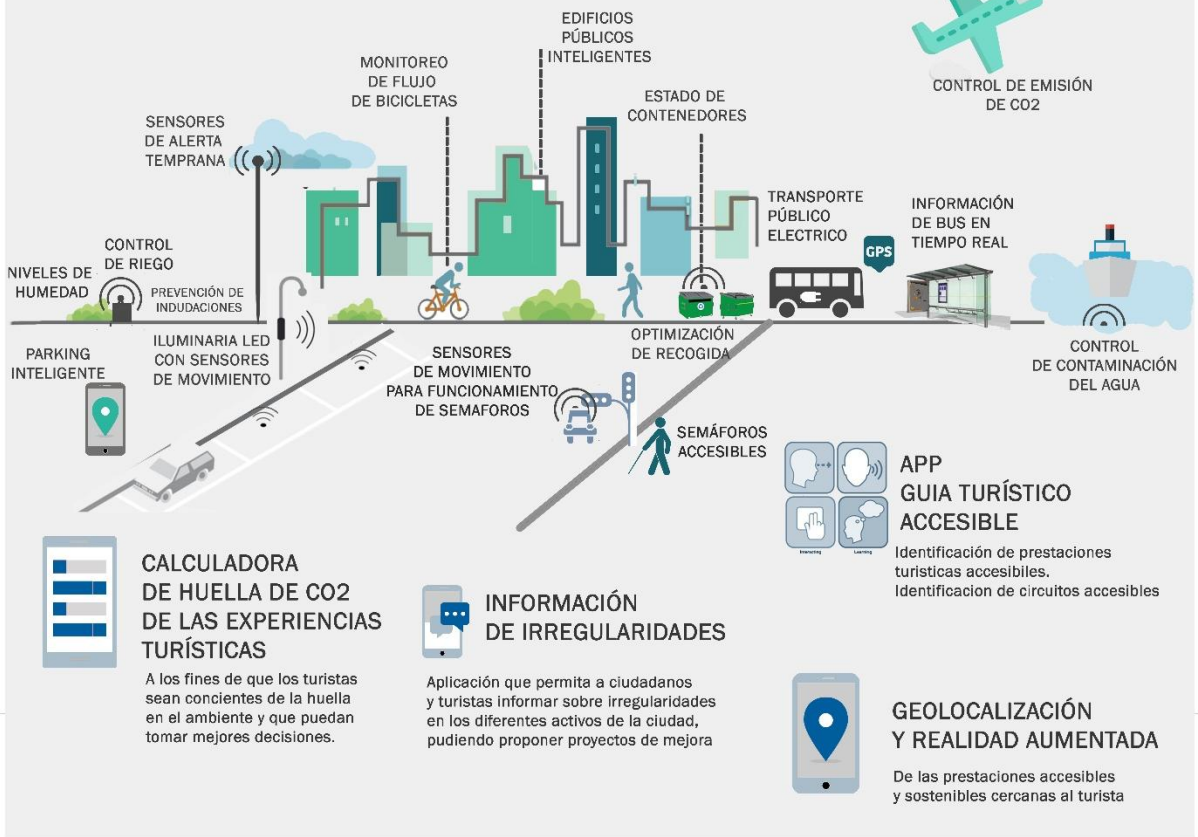 EDIFICIOS
PÚBLICOS
INTELIGENTES
MONITOREO
DE FLUJO
DE BICICLETAS
CONTROL DE EMISIÓN
DE CO2
ESTADO DE
CONTENEDORES
SENSORES
DE ALERTA
TEMPRANA
TRANSPORTE
PÚBLICO
ELECTRICO
INFORMACIÓN
DE BUS EN
TIEMPO REAL
GPS
CONTROL
DE RIEGO
NIVELES DE
HUMEDAD
PREVENCIÓN DE
INDUDACIONES
ILUMINARIA LED
CON SENSORES
DE MOVIMIENTO
PARKING
INTELIGENTE
SENSORES
DE MOVIMIENTO
PARA FUNCIONAMIENTO
DE SEMAFOROS
OPTIMIZACIÓN
DE RECOGIDA
CONTROL
DE CONTAMINACIÓN
DEL AGUA
SEMÁFOROS
ACCESIBLES
APP
GUIA TURÍSTICO
ACCESIBLE
Interacting
Learning
Identificación de prestaciones
turisticas accesibiles.
Identificacion de circuitos accesibles
CALCULADORA
DE HUELLA DE CO2
DE LAS EXPERIENCIAS
TURÍSTICAS
A los fines de que los turistas
sean concientes de la huella
en el ambiente y que puedan
tomar mejores decisiones.
INFORMACIÓN
DE IRREGULARIDADES
Aplicación que permita a ciudadanos
y turistas informar sobre irregularidades
en los diferentes activos de la ciudad,
pudiendo proponer proyectos de mejora
GEOLOCALIZACIÓN
Y REALIDAD AUMENTADA
De las prestaciones accesibles
y sostenibles cercanas al turista